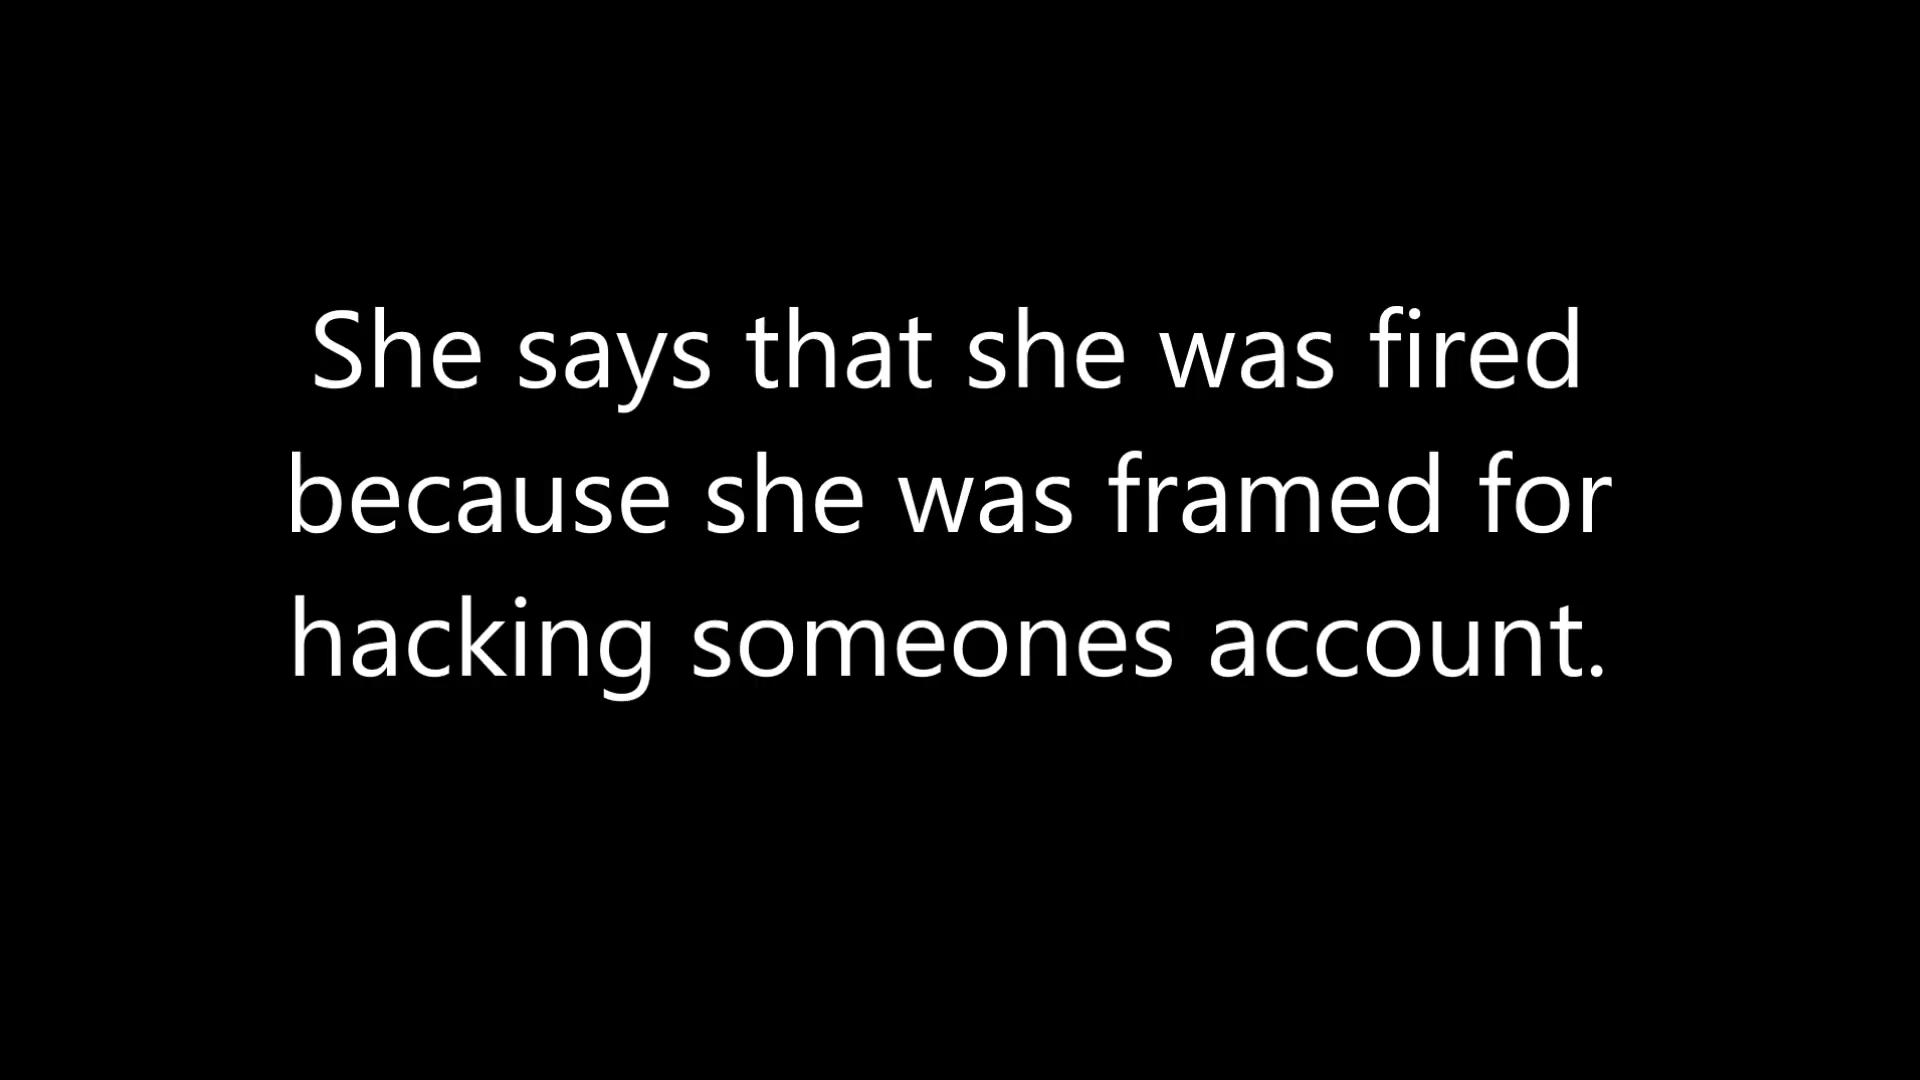 She says that she was fired
because she was framed for
hacking someones account.